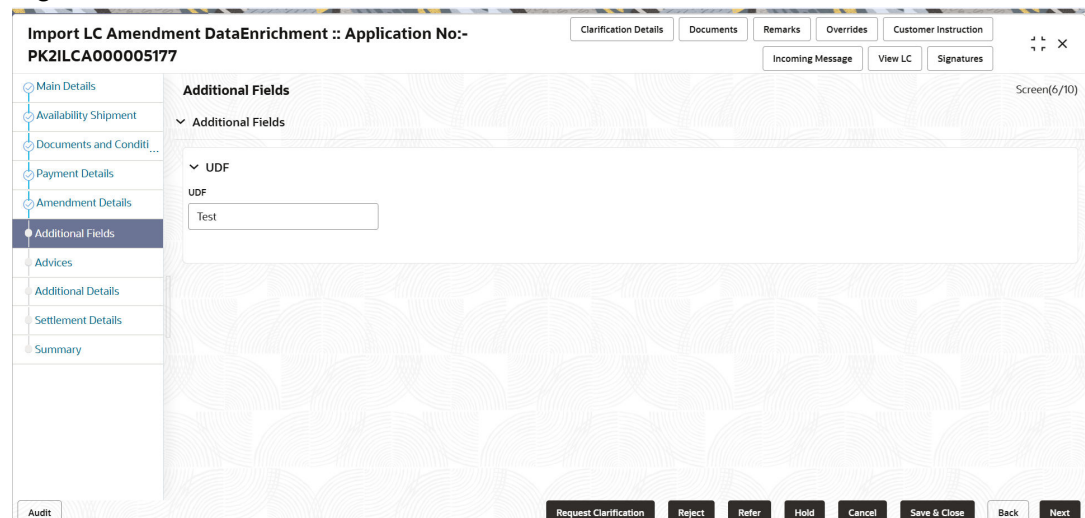 Import LC Amendment DataEnrichment :: Application No:-
PK2ILCA000005177
Clarification Details
Documents
Remarks
Overrides
Customer Instruction
Incoming Message
View LC
Signatures
Main Details
Availability Shipment
Documents and Conditi...
Payment Details
Amendment Details
Additional Fields
Advices
Additional Details
Settlement Details
Summary
Additional Fields
Screen(6/10)
Additional Fields
UDF
UDF
Test
Audit
Request Clarification
Reject
Refer
Hold
Cancel
Save & Close
Back
Next